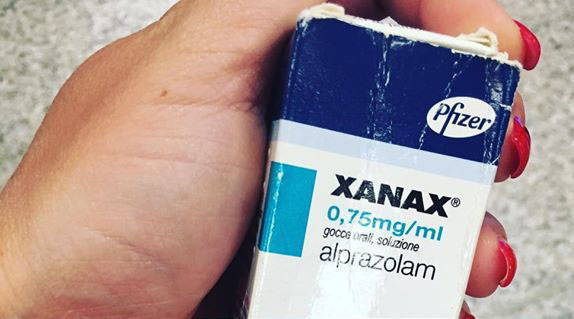 Pfizer
XANAX®
0,75mg/ml
gocce orali, soluzione
alprazolam